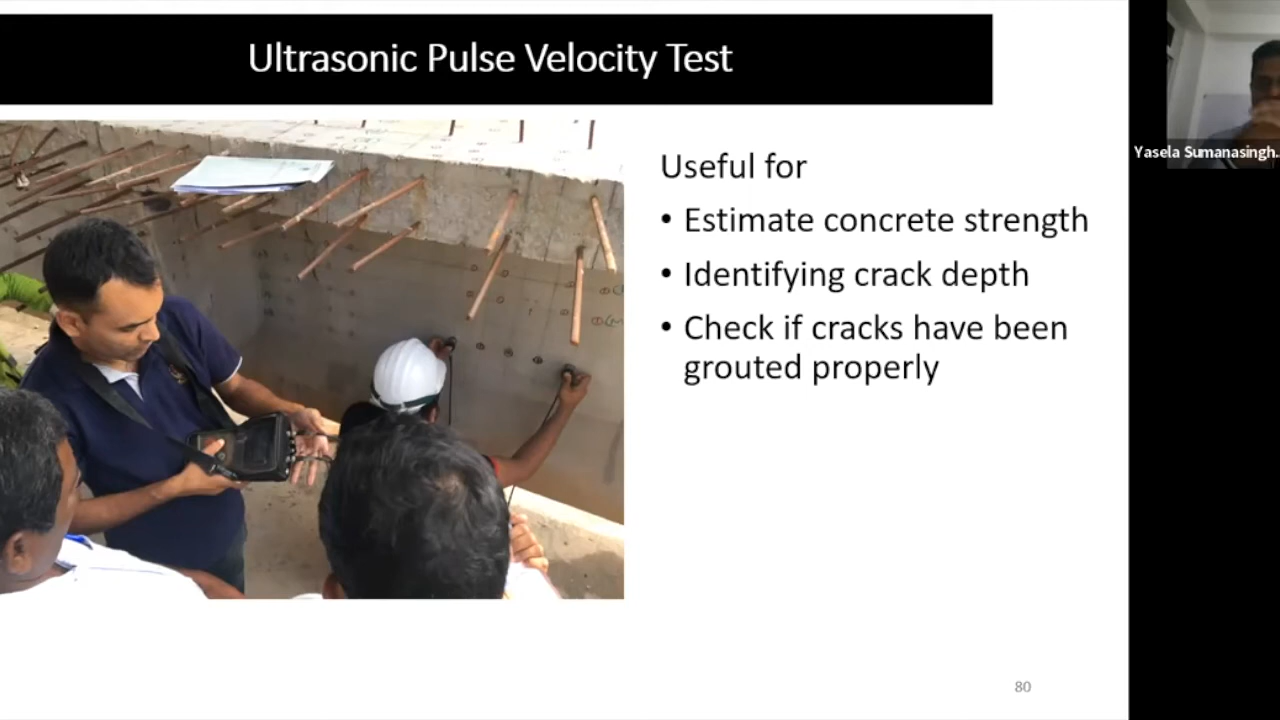 Ultrasonic Pulse Velocity Test
Useful for
• Estimate concrete strength
• Identifying crack depth
• Check if cracks have been
grouted properly
Yasela Sumanasingh...
80